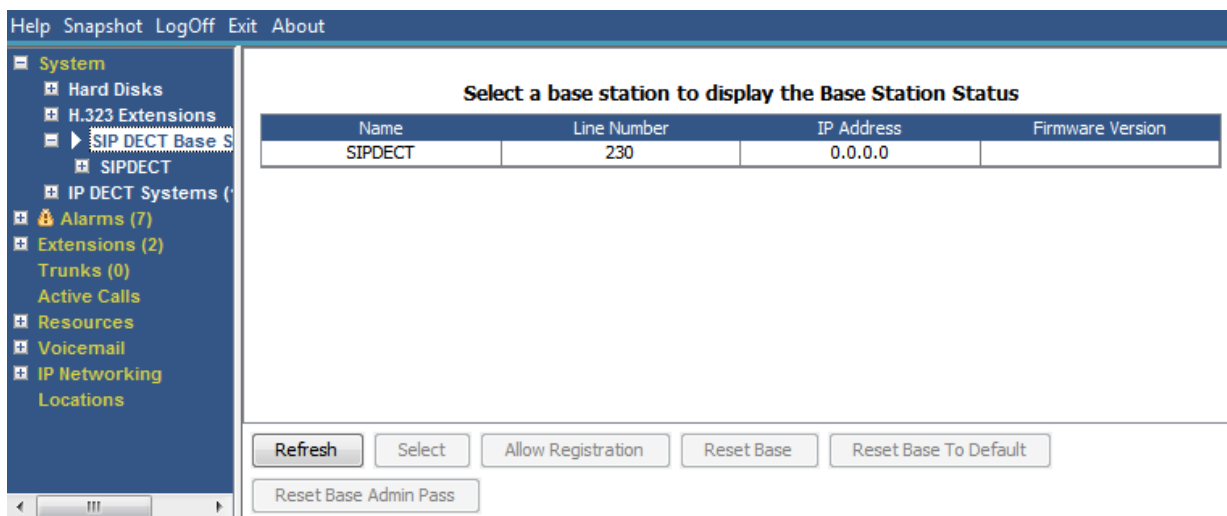 Help Snapshot LogOff Exit About
System
Hard Disks
H.323 Extensions
SIP DECT Base S
SIPDECT
IP DECT Systems (
Alarms (7)
Extensions (2)
Trunks (0)
Active Calls
Resources
Voicemail
IP Networking
Locations
Select a base station to display the Base Station Status
Name Line Number IP Address Firmware Version
SIPDECT 230 0.0.0.0
Refresh Select Allow Registration Reset Base Reset Base To Default
Reset Base Admin Pass